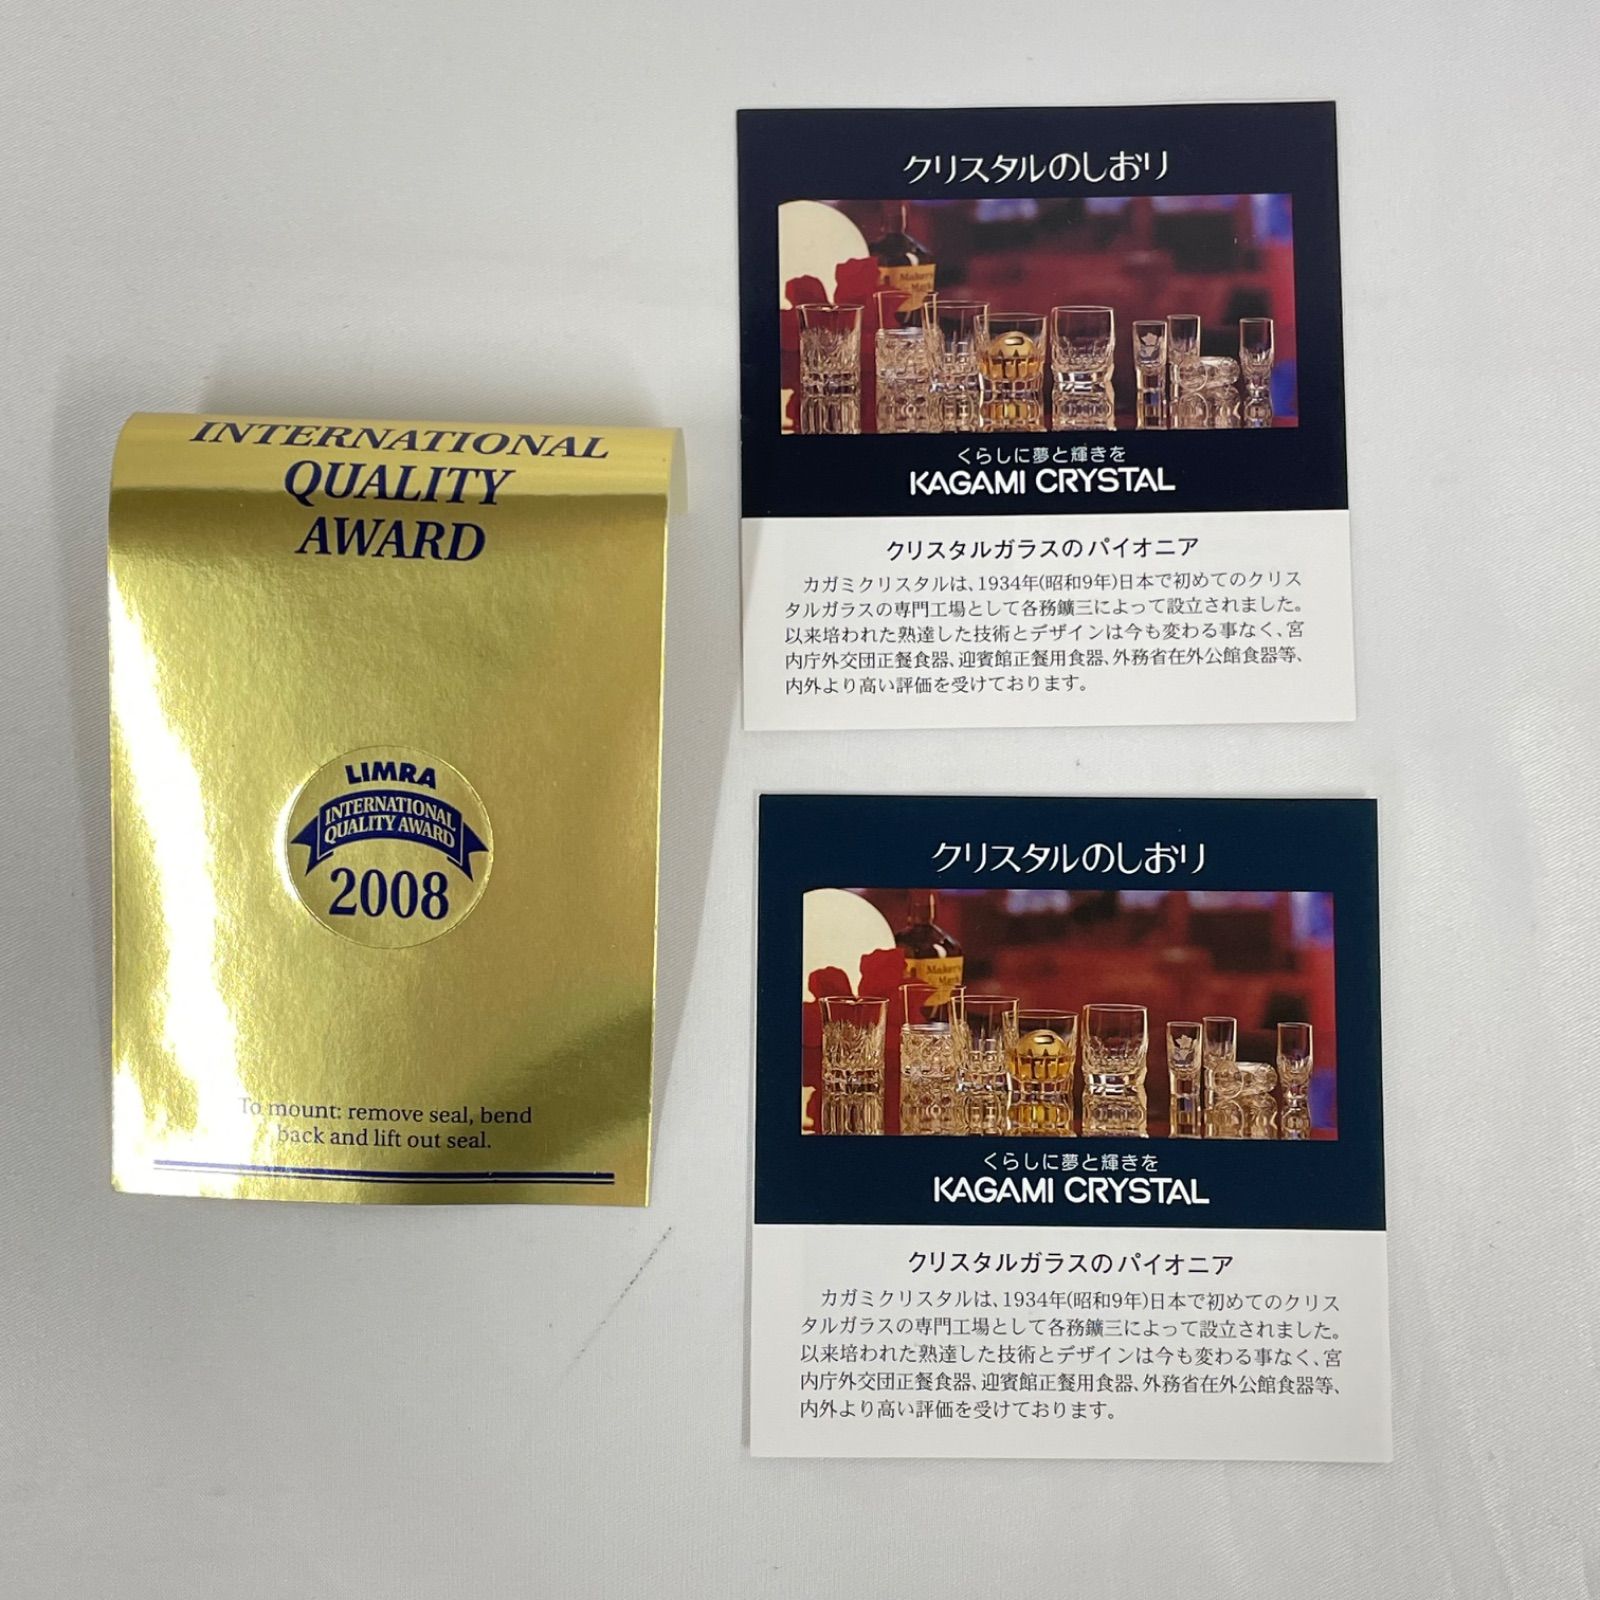 INTERNATIONAL
QUALITY
AWARD
LIMRA
INTERNATIONAL
QUALITY AWARD
2008
To mount: remove seal, bend
back and lift out seal.
クリスタルのしおり
Maker's
Mark
くらしに夢と輝きを
KAGAMI CRYSTAL
クリスタルガラスのパイオニア
カガミクリスタルは、1934年(昭和9年)日本で初めてのクリス
タルガラスの専門工場として各務鑛三によって設立されました。
以来培われた熟達した技術とデザインは今も変わる事なく、宮
内庁外交団正餐食器、迎賓館正餐用食器、外務省在外公館食器等、
内外より高い評価を受けております。
クリスタルのしおり
Maker's
Mark
くらしに夢と輝きを
KAGAMI CRYSTAL
クリスタルガラスのパイオニア
カガミクリスタルは、1934年(昭和9年)日本で初めてのクリス
タルガラスの専門工場として各務鑛三によって設立されました。
以来培われた熟達した技術とデザインは今も変わる事なく、宮
内庁外交団正餐食器、迎賓館正餐用食器、外務省在外公館食器等、
内外より高い評価を受けております。